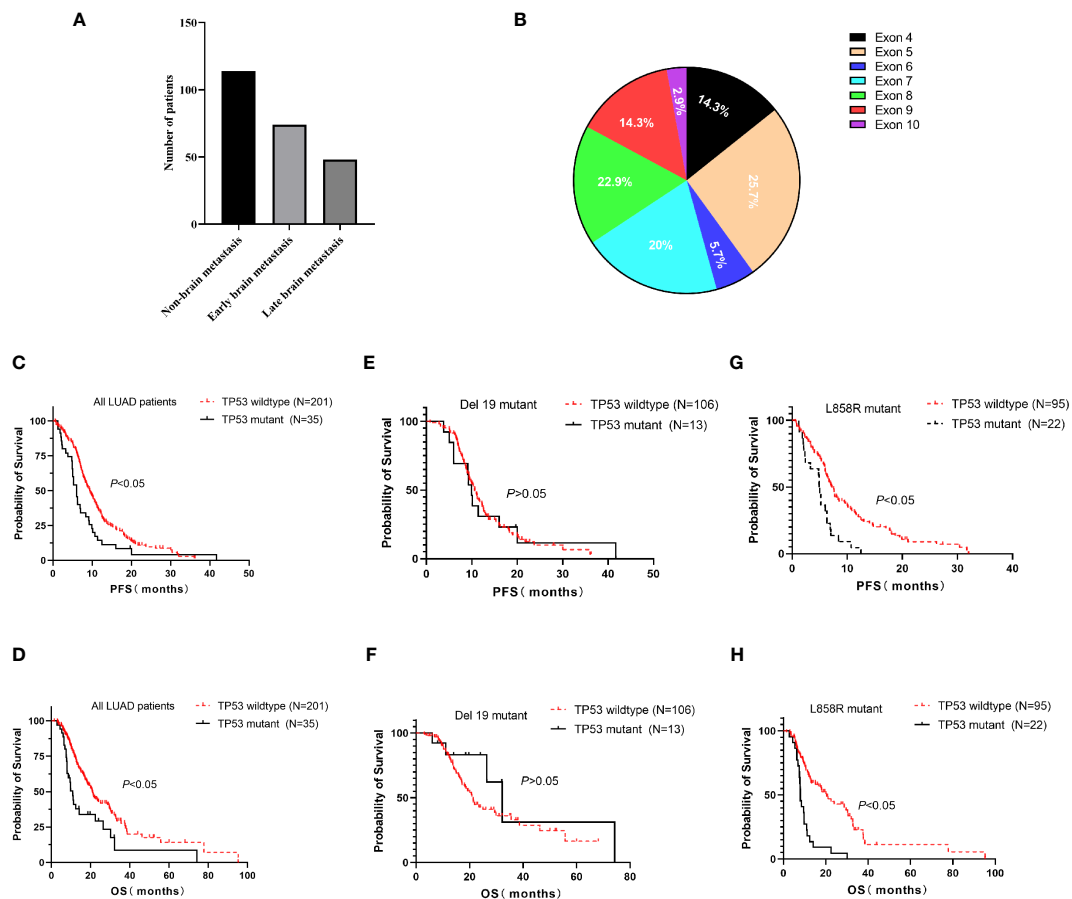 A
150
100
50
0
Number of patients
Non-brain metastasis
Early brain metastasis
Late brain metastasis
B
14.3%
25.7%
5.7%
20%
22.9%
14.3%
2.9%
Exon 4
Exon 5
Exon 6
Exon 7
Exon 8
Exon 9
Exon 10
C
All LUAD patients
TP53 wildtype (N=201)
TP53 mutant (N=35)
Probability of Survival
100
75
50
25
0
P<0.05
0 10 20 30 40 50
PFS( months)
E
Del 19 mutant
TP53 wildtype (N=106)
TP53 mutant (N=13)
Probability of Survival
100
50
0
P>0.05
0 10 20 30 40 50
PFS( months)
G
L858R mutant
TP53 wildtype (N=95)
TP53 mutant (N=22)
Probability of Survival
100
50
0
P<0.05
0 10 20 30 40
PFS( months)
D
All LUAD patients
TP53 wildtype (N=201)
TP53 mutant (N=35)
Probability of Survival
100
75
50
25
0
P<0.05
0 20 40 60 80 100
OS( months)
F
Del 19 mutant
TP53 wildtype (N=106)
TP53 mutant (N=13)
Probability of Survival
100
50
0
P>0.05
0 20 40 60 80
OS( months)
H
L858R mutant
TP53 wildtype (N=95)
TP53 mutant (N=22)
Probability of Survival
100
50
0
P<0.05
0 20 40 60 80 100
OS( months)